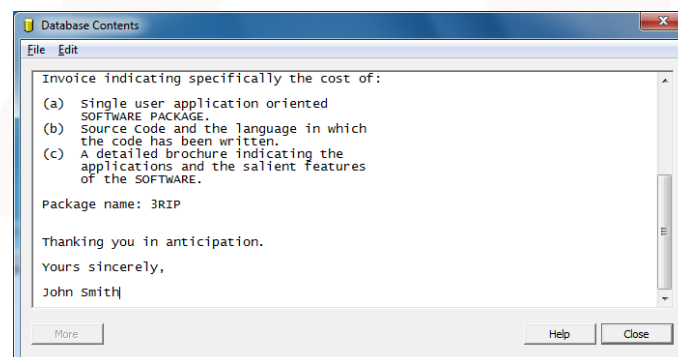 Database Contents
File Edit
Invoice indicating specifically the cost of:
(a) Single user application oriented
SOFTWARE PACKAGE.
(b) Source Code and the language in which
the code has been written.
(c) A detailed brochure indicating the
applications and the salient features
of the SOFTWARE.
Package name: 3RIP
Thanking you in anticipation.
Yours sincerely,
John Smith
More Help Close